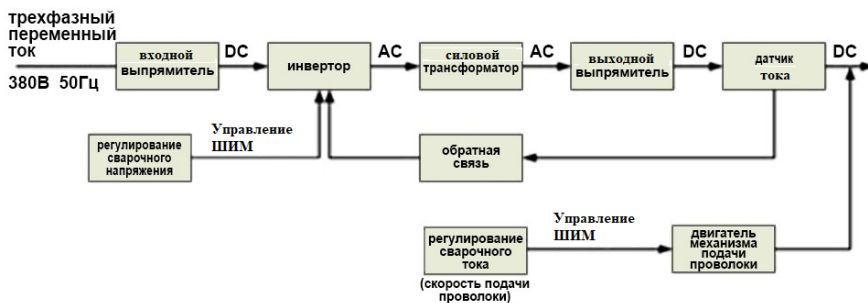 трехфазный
переменный
ток
380В 50Гц
входной
выпрямитель
DC
инвертор
AC
силовой
трансформатор
AC
выходной
выпрямитель
DC
датчик
тока
DC
регулирование
сварочного
напряжения
Управление
ШИМ
обратная
связь
регулирование
сварочного
тока
(скорость подачи
проволоки)
Управление
ШИМ
двигатель
механизма
подачи
проволоки